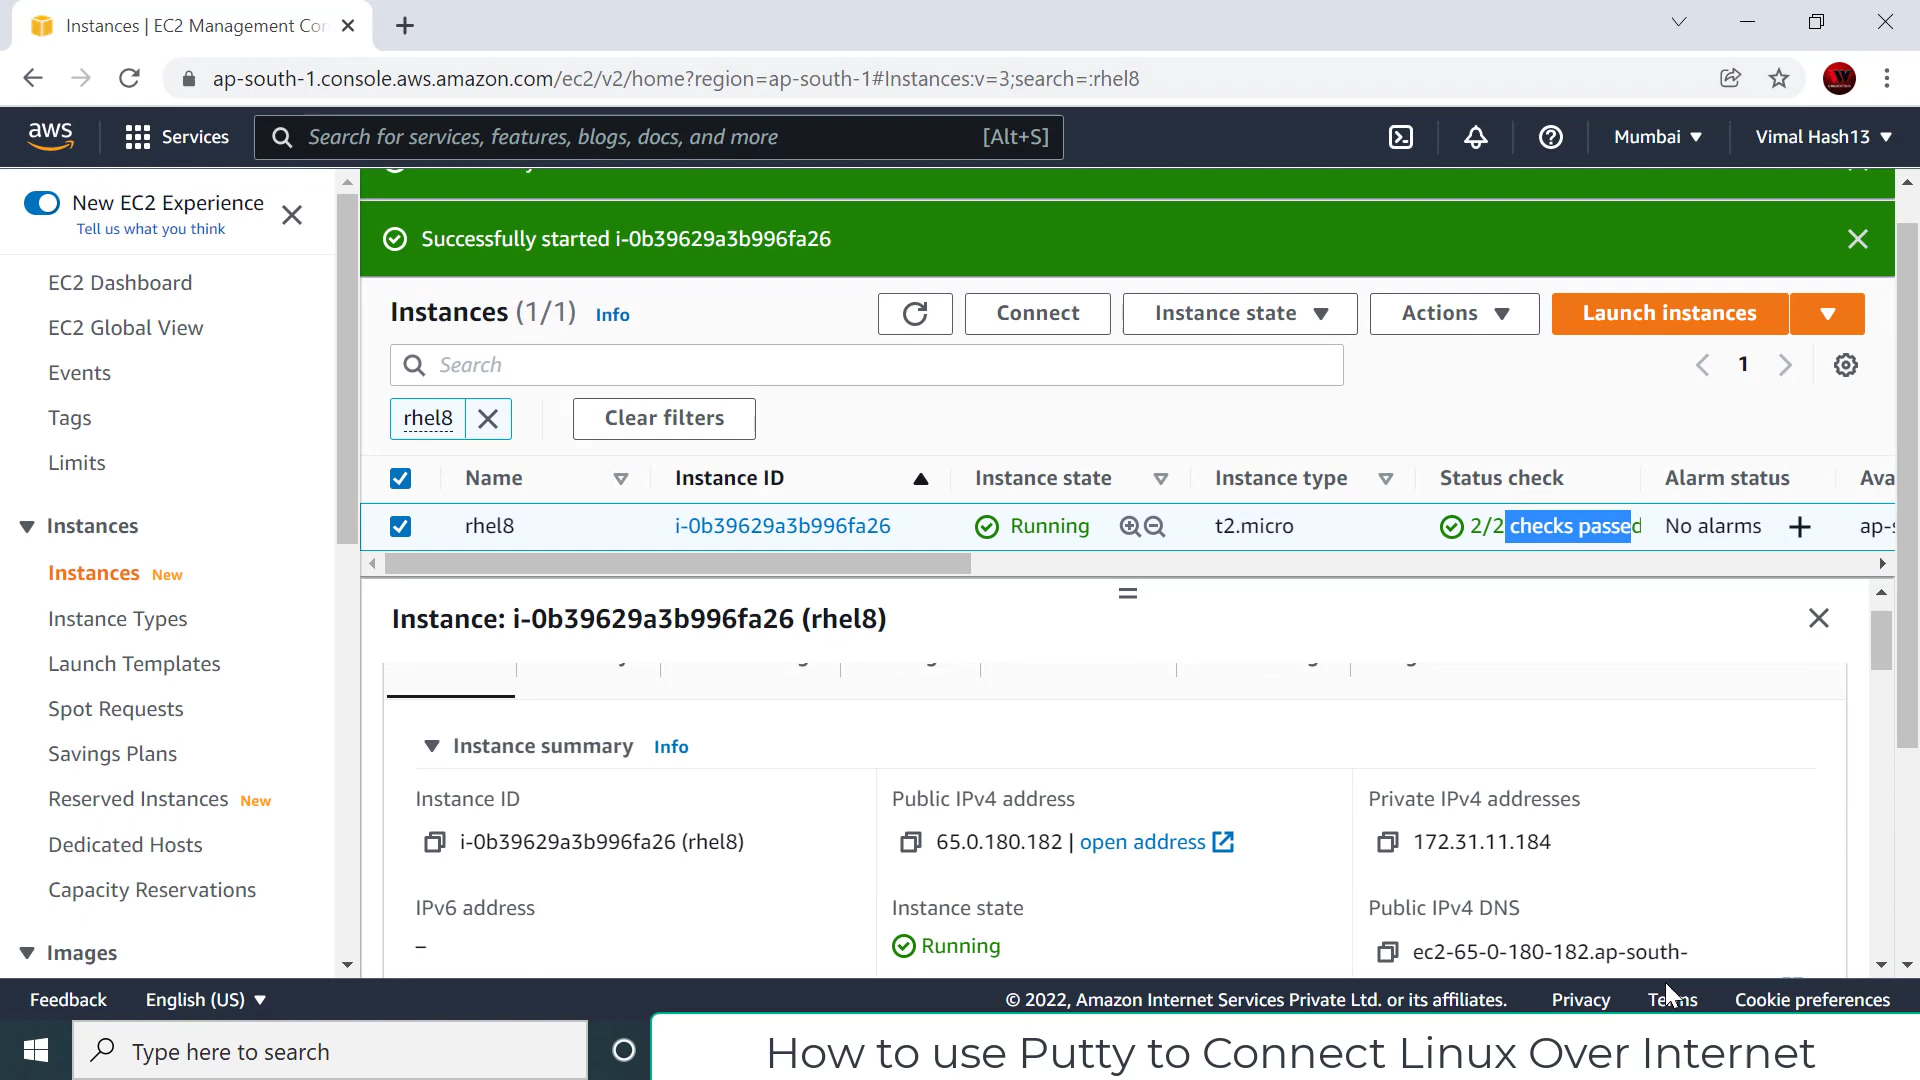 Instances | EC2 Management Con
ap-south-1.console.aws.amazon.com/ec2/v2/home?region=ap-south-1#Instances:v=3;search=:rhel8
aws
Services
Search for services, features, blogs, docs, and more
[Alt+S]
Mumbai
Vimal Hash13
New EC2 Experience
Tell us what you think
EC2 Dashboard
EC2 Global View
Events
Tags
Limits
Instances
Instances New
Instance Types
Launch Templates
Spot Requests
Savings Plans
Reserved Instances New
Dedicated Hosts
Capacity Reservations
Images
Successfully started i-0b39629a3b996fa26
Instances (1/1) Info
Connect
Instance state
Actions
Launch instances
Search
1
rhel8
Clear filters
Name
Instance ID
Instance state
Instance type
Status check
Alarm status
Ava
rhel8
i-0b39629a3b996fa26
Running
t2.micro
2/2 checks passed
No alarms
ap-s
Instance: i-0b39629a3b996fa26 (rhel8)
Instance summary Info
Instance ID
Public IPv4 address
Private IPv4 addresses
i-0b39629a3b996fa26 (rhel8)
65.0.180.182 | open address
172.31.11.184
IPv6 address
Instance state
Public IPv4 DNS
–
Running
ec2-65-0-180-182.ap-south-
Feedback
English (US)
© 2022, Amazon Internet Services Private Ltd. or its affiliates.
Privacy
Terms
Cookie preferences
Type here to search
How to use Putty to Connect Linux Over Internet